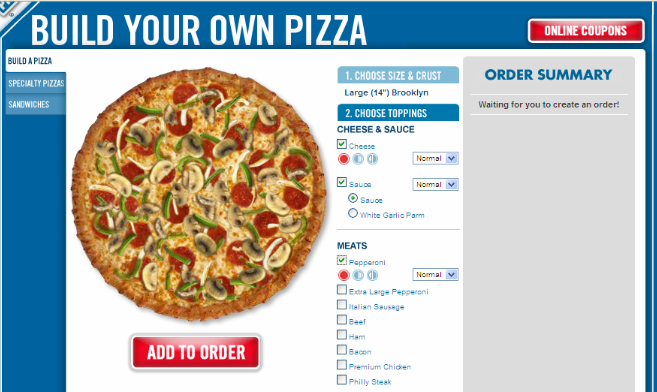 BUILD YOUR OWN PIZZA
ONLINE COUPONS
BUILD A PIZZA
SPECIALTY PIZZAS
SANDWICHES
ADD TO ORDER
1. CHOOSE SIZE & CRUST
Large (14") Brooklyn
2. CHOOSE TOPPINGS
CHEESE & SAUCE
Cheese
Normal
Sauce
Normal
Sauce
White Garlic Parm
MEATS
Pepperoni
Normal
Extra Large Pepperoni
Italian Sausage
Beef
Ham
Bacon
Premium Chicken
Philly Steak
ORDER SUMMARY
Waiting for you to create an order!